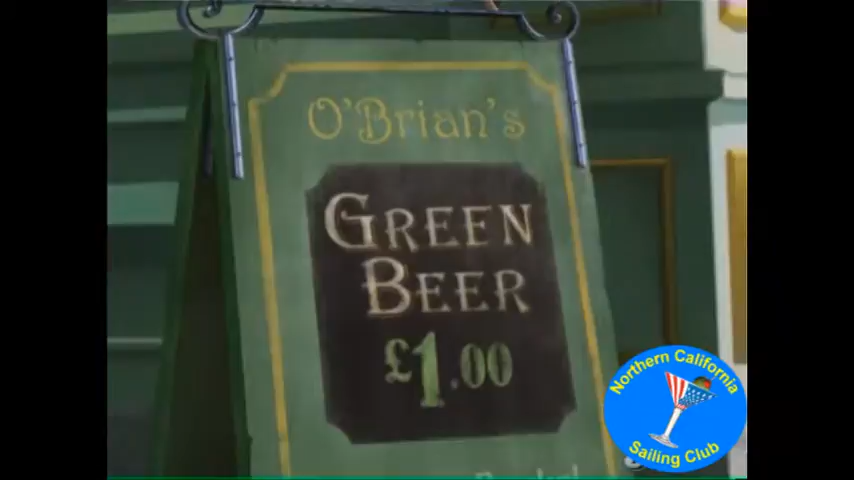 O'Brian's
GREEN
BEER
£1.00
Northern California
Sailing Club